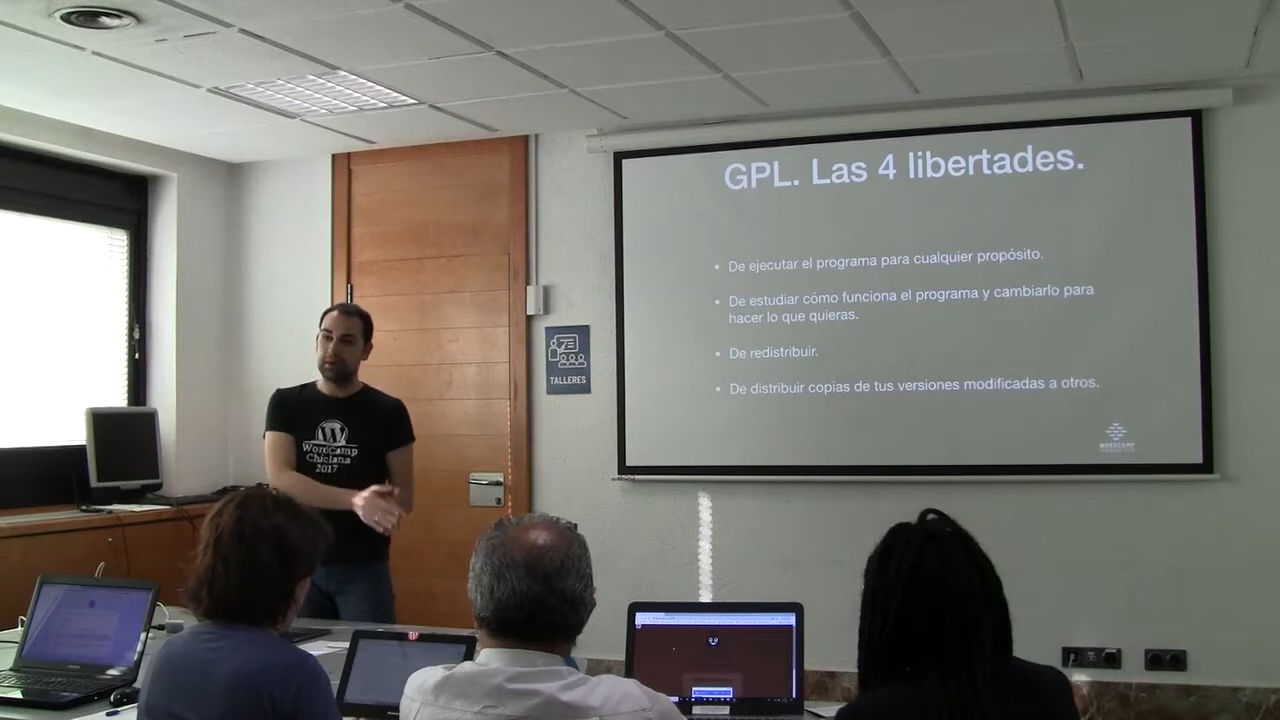 GPL. Las 4 libertades.
De ejecutar el programa para cualquier propósito.
De estudiar cómo funciona el programa y cambiarlo para
hacer lo que quieras.
De redistribuir.
De distribuir copias de tus versiones modificadas a otros.
WORDCAMP
TALLERES
WordCamp
Chiclana
2017